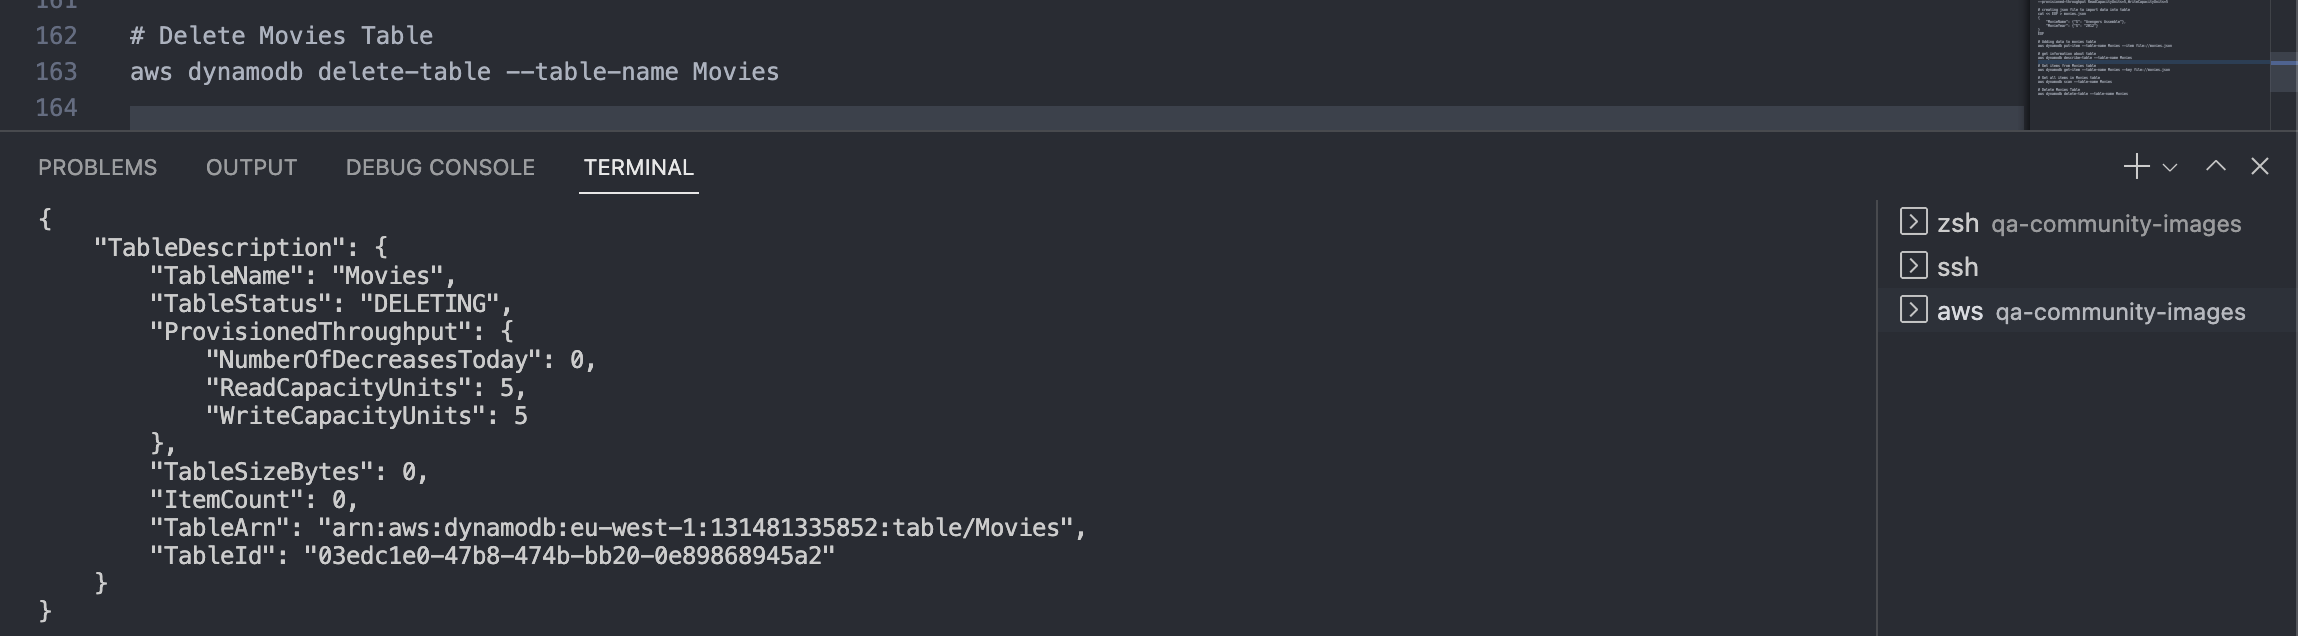 161
162 # Delete Movies Table
163 aws dynamodb delete-table --table-name Movies
164
PROBLEMS OUTPUT DEBUG CONSOLE TERMINAL
{
    "TableDescription": {
        "TableName": "Movies",
        "TableStatus": "DELETING",
        "ProvisionedThroughput": {
            "NumberOfDecreasesToday": 0,
            "ReadCapacityUnits": 5,
            "WriteCapacityUnits": 5
        },
        "TableSizeBytes": 0,
        "ItemCount": 0,
        "TableArn": "arn:aws:dynamodb:eu-west-1:131481335852:table/Movies",
        "TableId": "03edc1e0-47b8-474b-bb20-0e89868945a2"
    }
}
zsh qa-community-images
ssh
aws qa-community-images